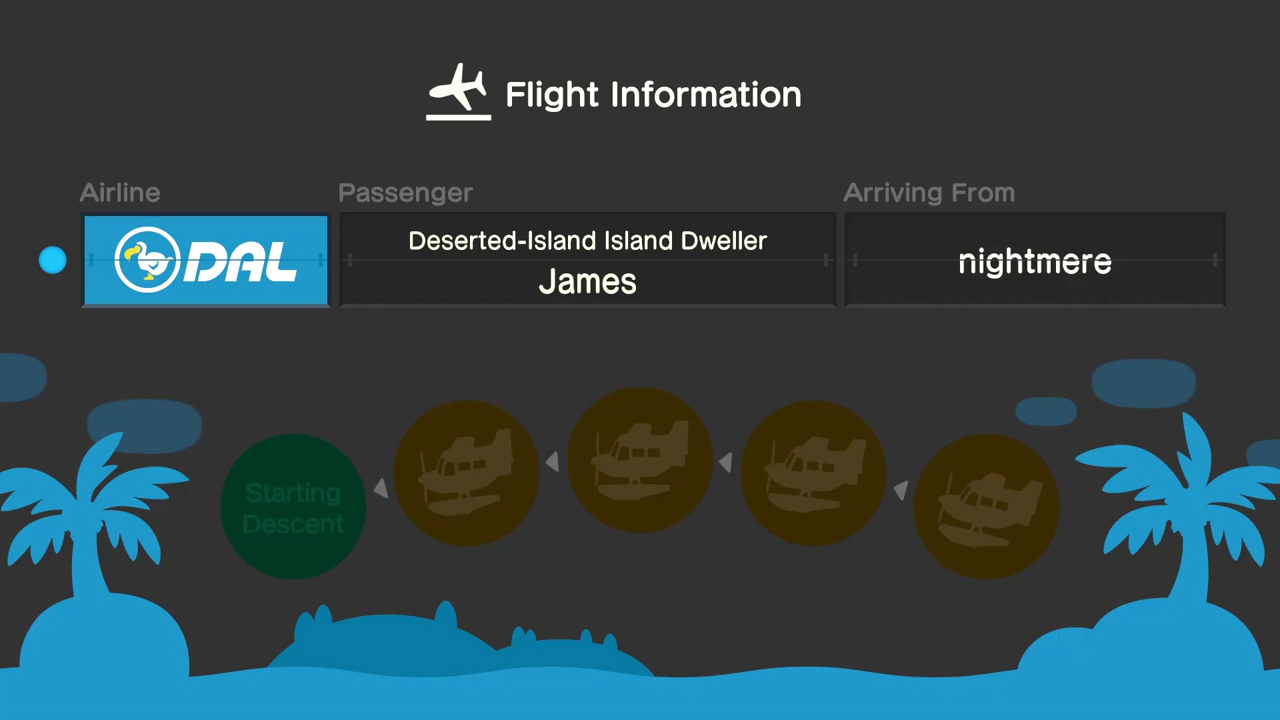 Flight Information
Airline
Passenger
Arriving From
DAL
Deserted-Island Island Dweller
James
nightmere
Starting
Descent